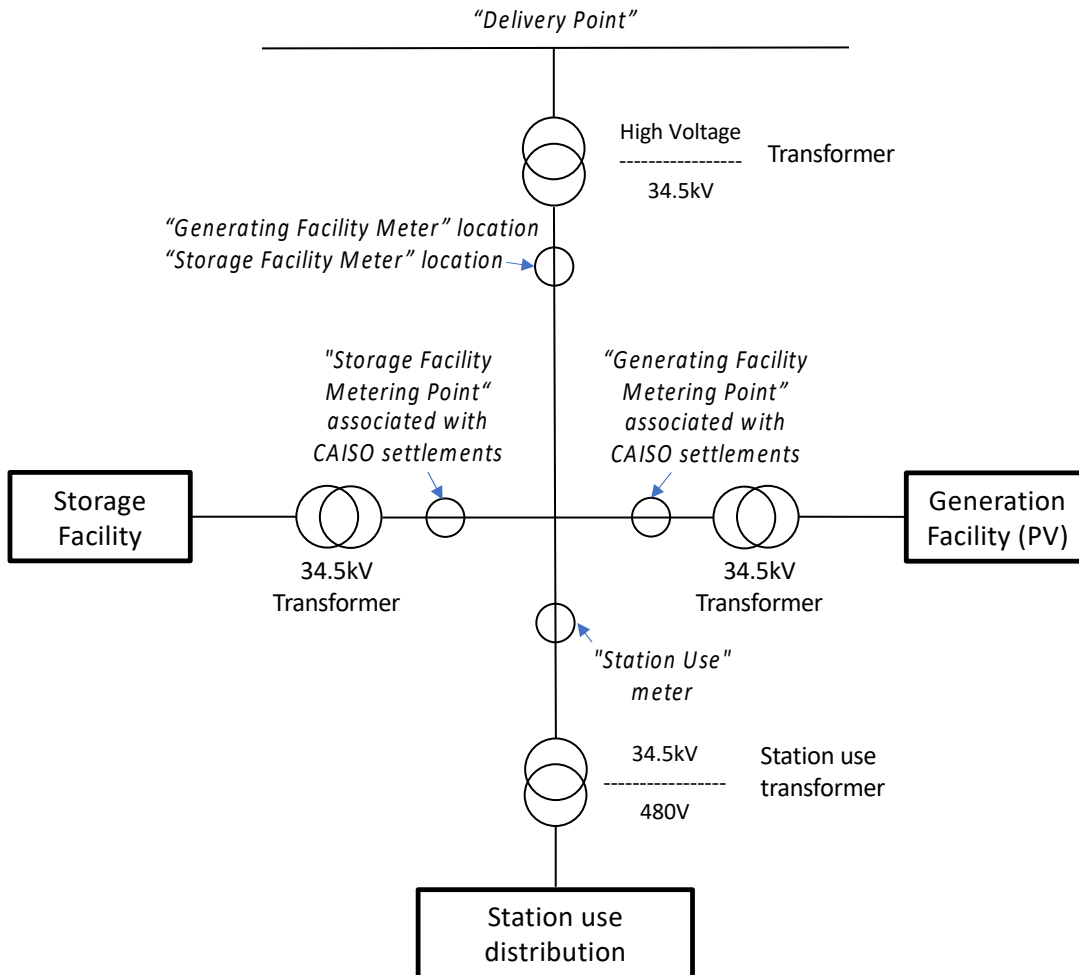 “Delivery Point”
High Voltage
-----------------
34.5kV
Transformer
“Generating Facility Meter” location
“Storage Facility Meter” location
"Storage Facility
Metering Point“
associated with
CAISO settlements
“Generating Facility
Metering Point”
associated with
CAISO settlements
Storage
Facility
34.5kV
Transformer
34.5kV
Transformer
Generation
Facility (PV)
"Station Use"
meter
34.5kV
-----------------
480V
Station use
transformer
Station use
distribution